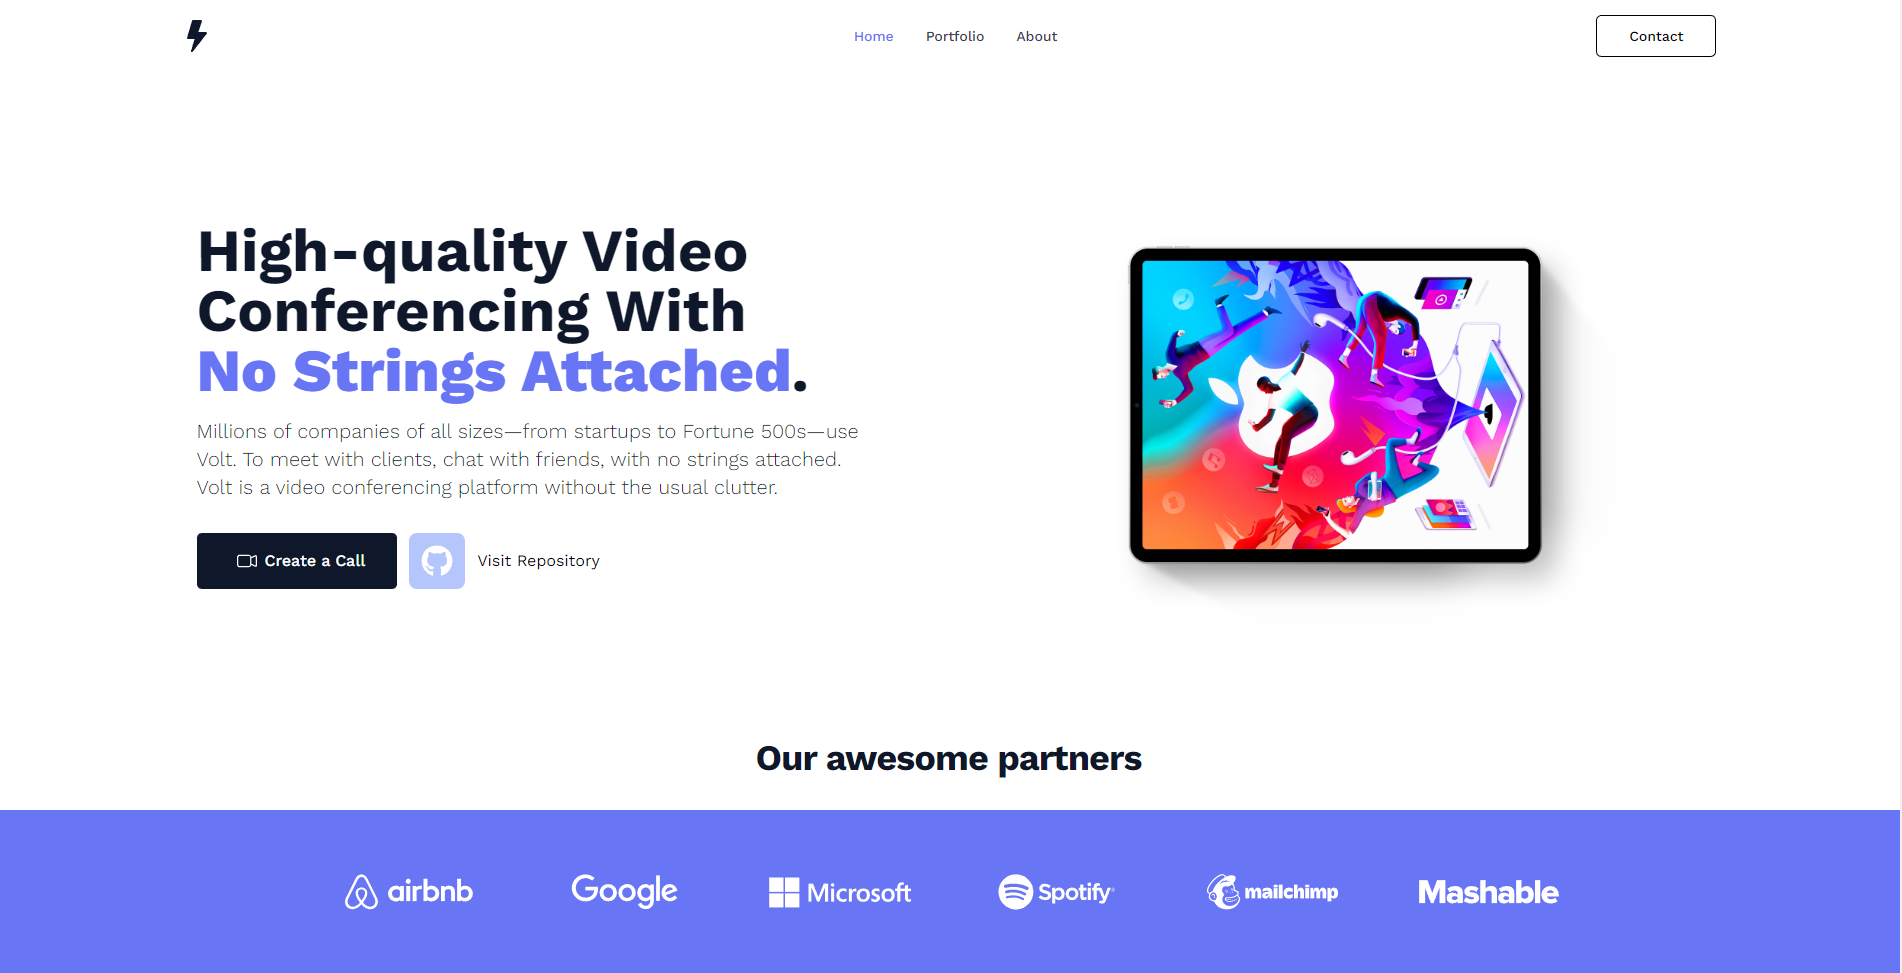 Home Portfolio About Contact
High-quality Video
Conferencing With
No Strings Attached.
Millions of companies of all sizes—from startups to Fortune 500s—use
Volt. To meet with clients, chat with friends, with no strings attached.
Volt is a video conferencing platform without the usual clutter.
Create a Call Visit Repository
Our awesome partners
airbnb Google Microsoft Spotify mailchimp Mashable